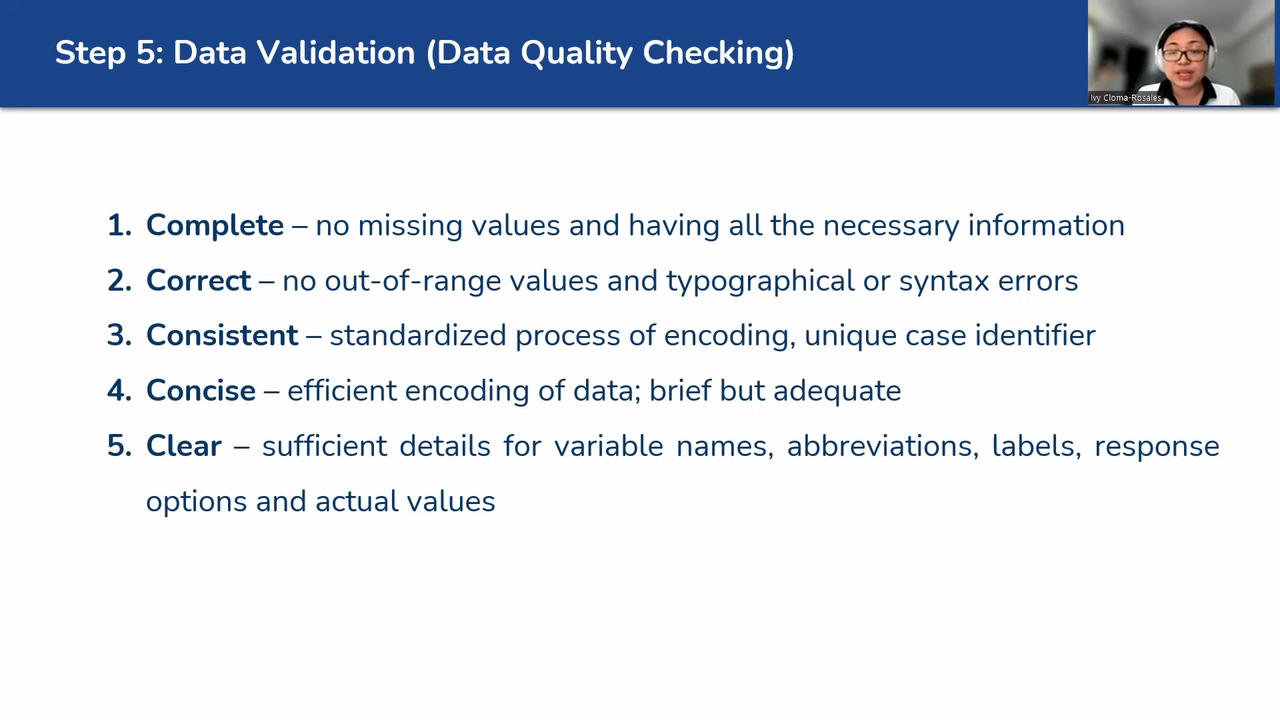 Step 5: Data Validation (Data Quality Checking)
Ivy Cloma-Rosales
1. Complete – no missing values and having all the necessary information
2. Correct – no out-of-range values and typographical or syntax errors
3. Consistent – standardized process of encoding, unique case identifier
4. Concise – efficient encoding of data; brief but adequate
5. Clear – sufficient details for variable names, abbreviations, labels, response
options and actual values